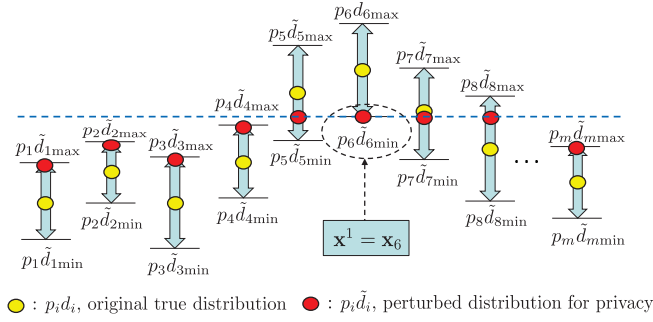 p₁d̃₁max
p₁d̃₁min
p₂d̃₂max
p₂d̃₂min
p₃d̃₃max
p₃d̃₃min
p₄d̃₄max
p₄d̃₄min
p₅d̃₅max
p₅d̃₅min
p₆d₆max
p₆d̃₆min
p₇d̃₇max
p₇d̃₇min
p₈d̃₈max
p₈d̃₈min
...
pₘd̃ₘmax
pₘd̃ₘmin
x¹ = x₆
: pᵢdᵢ, original true distribution
: pᵢd̃ᵢ, perturbed distribution for privacy